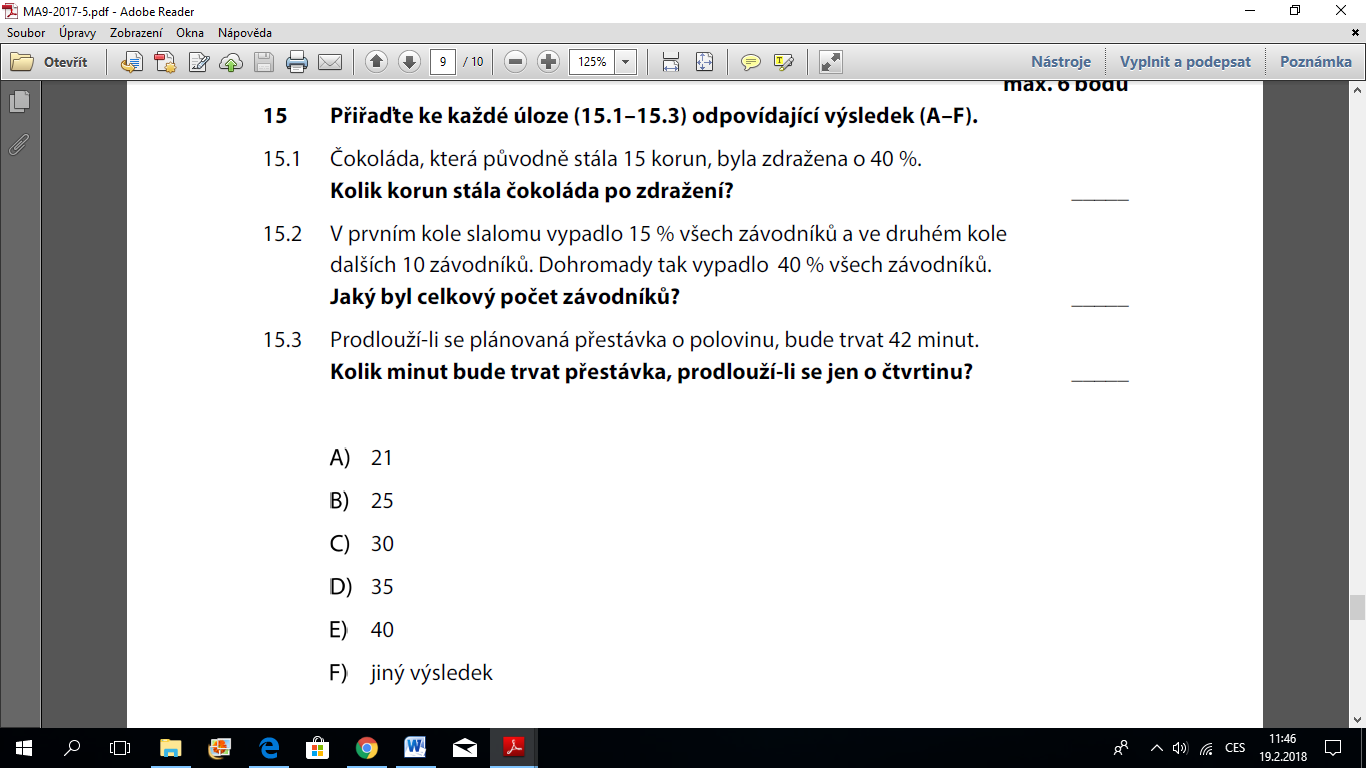 MA9-2017-5.pdf - Adobe Reader
Soubor Úpravy Zobrazení Okna Nápověda
Otevřít 9 / 10 125% Nástroje Vyplnit a podepsat Poznámka
max. 6 bodů
15 Přiřaďte ke každé úloze (15.1–15.3) odpovídající výsledek (A–F).
15.1 Čokoláda, která původně stála 15 korun, byla zdražena o 40 %.
Kolik korun stála čokoláda po zdražení? _____
15.2 V prvním kole slalomu vypadlo 15 % všech závodníků a ve druhém kole
dalších 10 závodníků. Dohromady tak vypadlo 40 % všech závodníků.
Jaký byl celkový počet závodníků? _____
15.3 Prodlouží-li se plánovaná přestávka o polovinu, bude trvat 42 minut.
Kolik minut bude trvat přestávka, prodlouží-li se jen o čtvrtinu? _____
A) 21
B) 25
C) 30
D) 35
E) 40
F) jiný výsledek
CES
11:46
19.2.2018